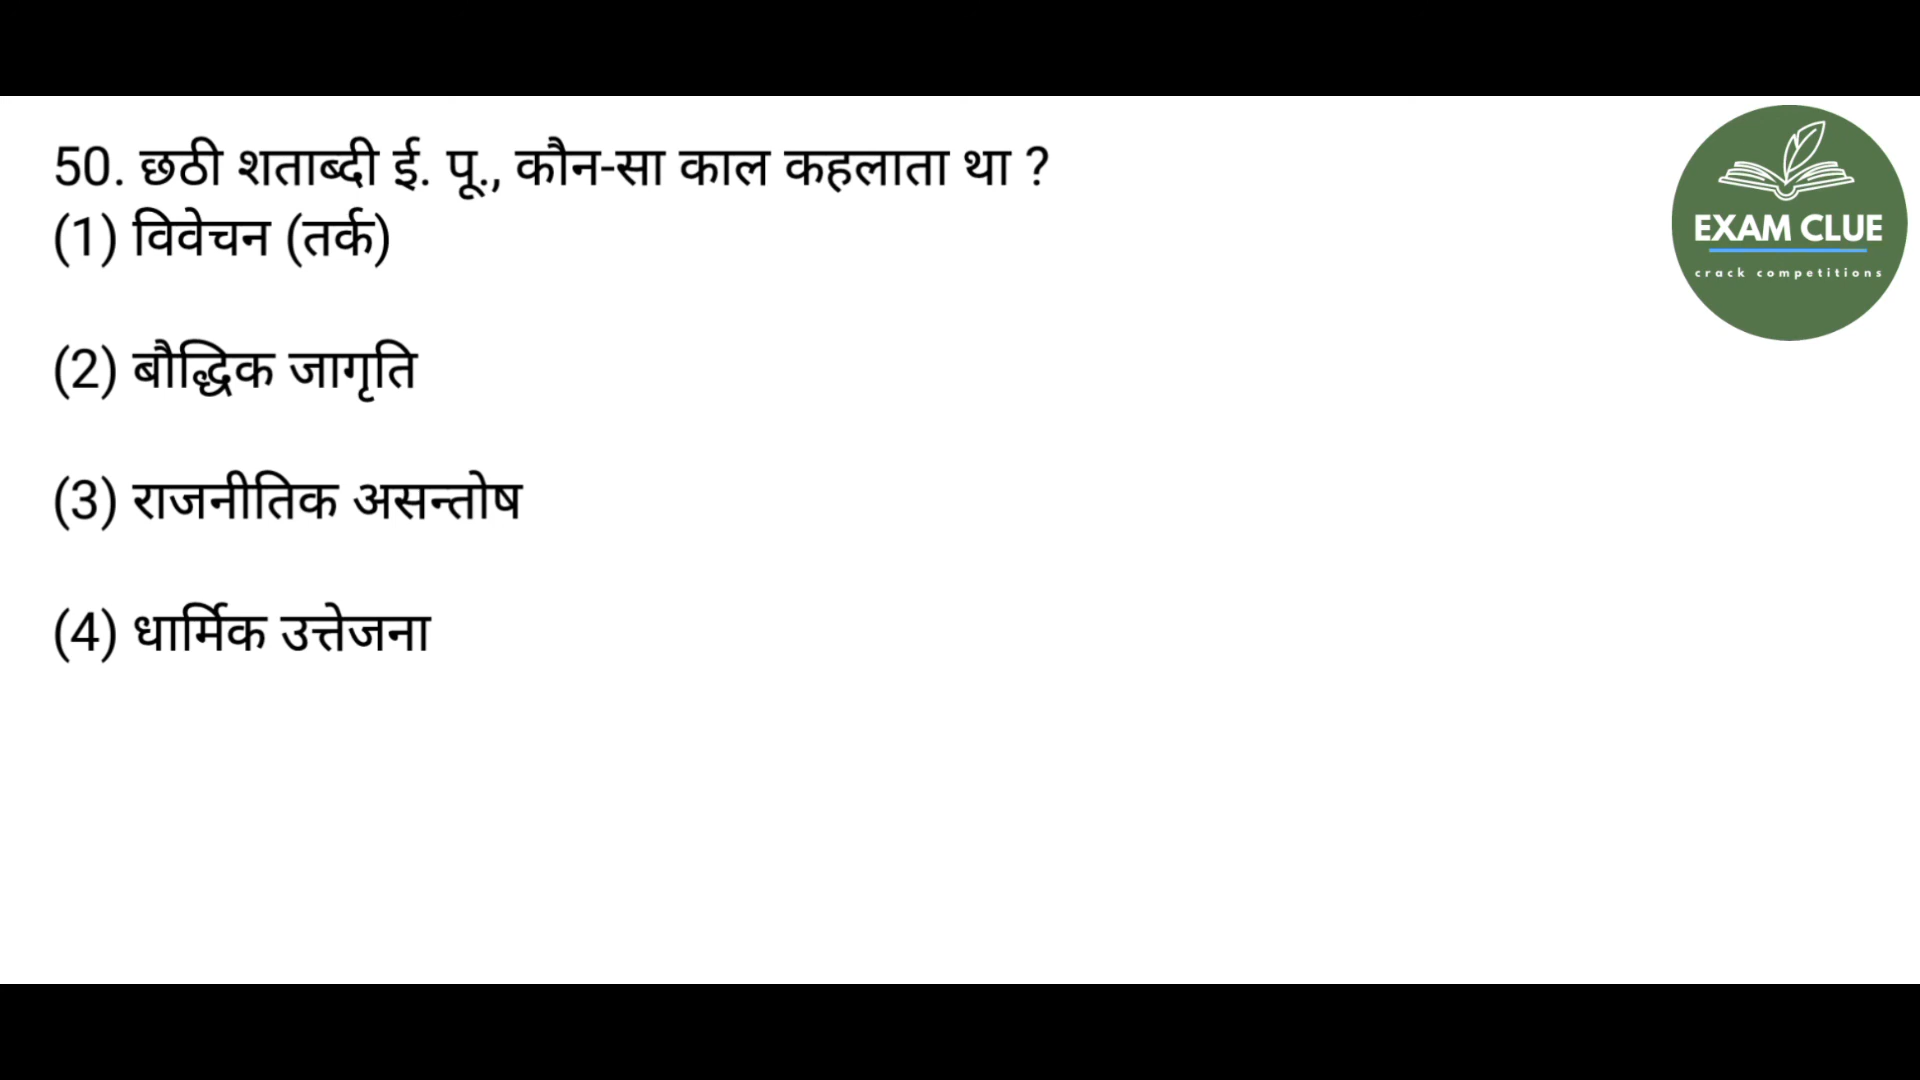 50. छठी शताब्दी ई. पू., कौन-सा काल कहलाता था ?
(1) विवेचन (तर्क)
(2) बौद्धिक जागृति
(3) राजनीतिक असन्तोष
(4) धार्मिक उत्तेजना
EXAM CLUE
crack competitions